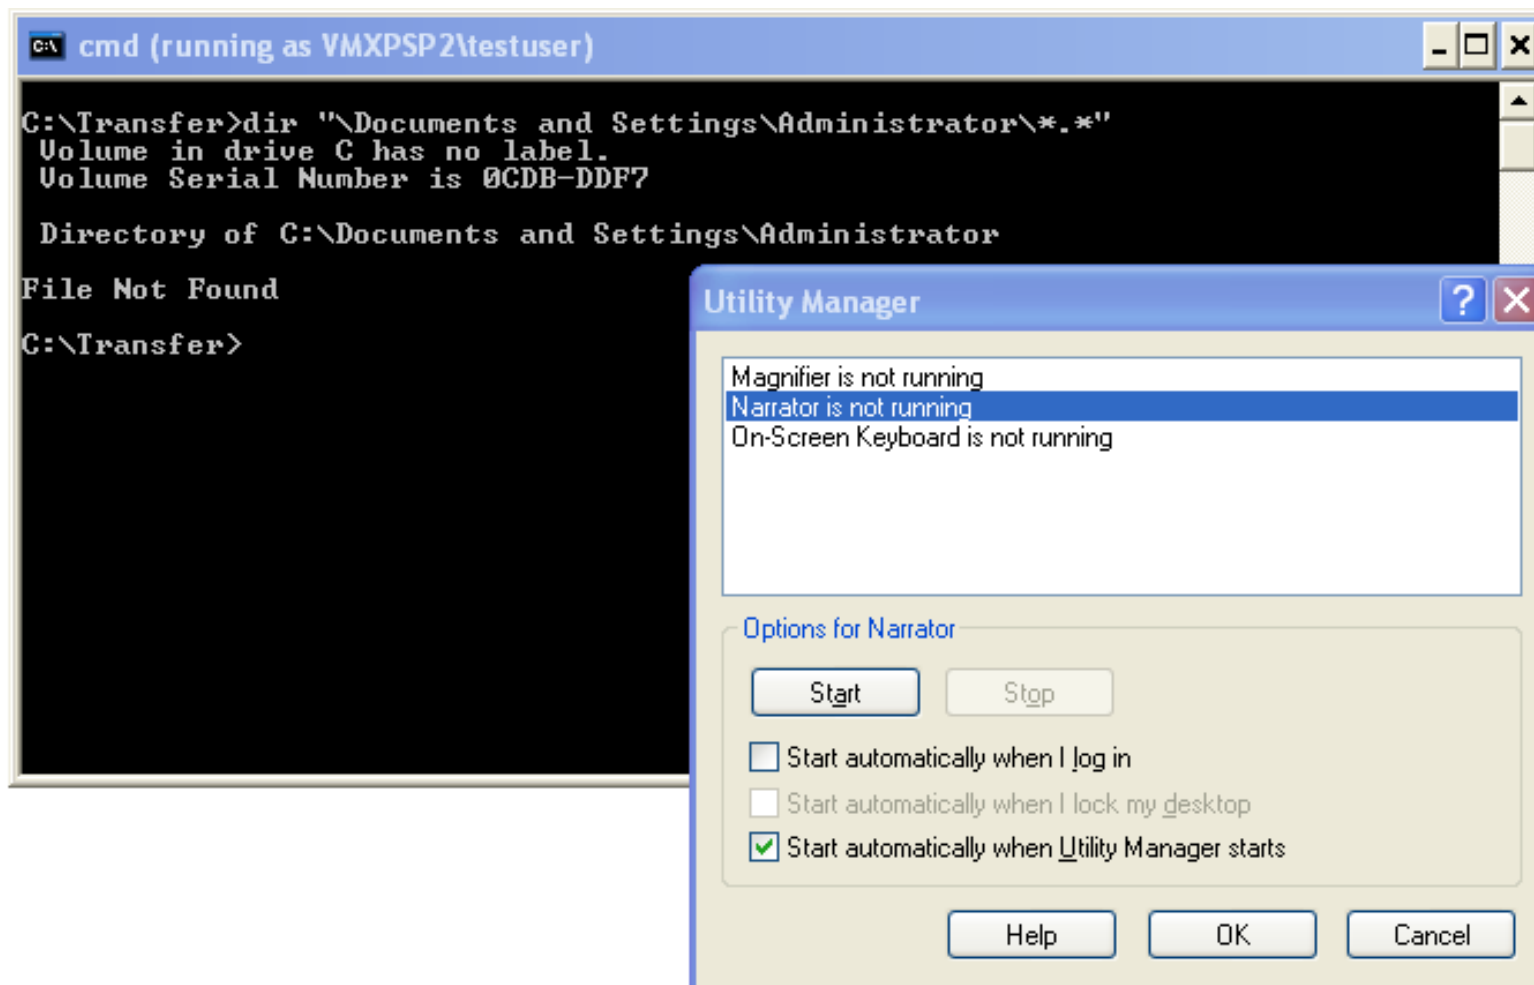 cmd (running as VMXPSP2\testuser)
C:\Transfer>dir "\Documents and Settings\Administrator\*.*"
Volume in drive C has no label.
Volume Serial Number is 0CDB-DDF7
Directory of C:\Documents and Settings\Administrator
File Not Found
C:\Transfer>
Utility Manager
Magnifier is not running
Narrator is not running
On-Screen Keyboard is not running
Options for Narrator
Start Stop
Start automatically when I log in
Start automatically when I lock my desktop
Start automatically when Utility Manager starts
Help OK Cancel